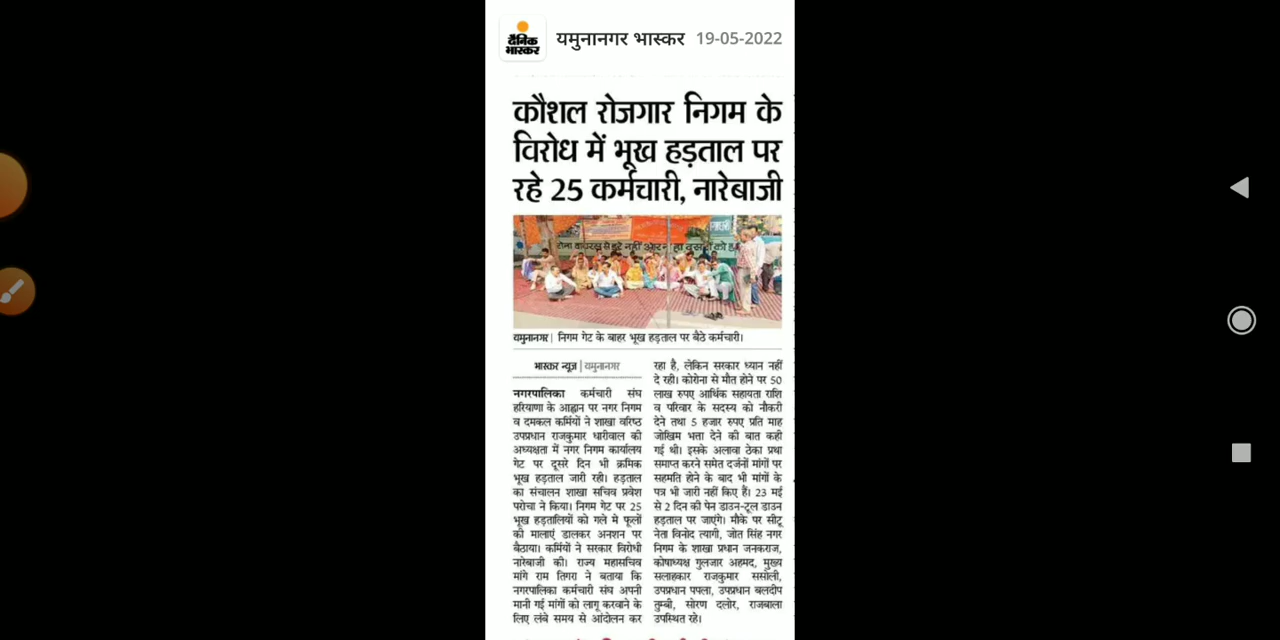 दैनिक
भास्कर
यमुनानगर भास्कर 19-05-2022
कौशल रोजगार निगम के
विरोध में भूख हड़ताल पर
रहे 25 कर्मचारी, नारेबाजी
यमुनानगर | निगम गेट के बाहर भूख हड़ताल पर बैठे कर्मचारी।
भास्कर न्यूज | यमुनानगर
नगरपालिका कर्मचारी संघ
हरियाणा के आह्वान पर नगर निगम
व दमकल कर्मियों ने शाखा वरिष्ठ
उपप्रधान राजकुमार धारीवाल की
अध्यक्षता में नगर निगम कार्यालय
गेट पर दूसरे दिन भी क्रमिक
भूख हड़ताल जारी रही। हड़ताल
का संचालन शाखा सचिव प्रवेश
परोचा ने किया। निगम गेट पर 25
भूख हड़तालियों को गले में फूलों
की मालाएं डालकर अनशन पर
बैठाया। कर्मियों ने सरकार विरोधी
नारेबाजी की। राज्य महासचिव
मांगे राम तिगरा ने बताया कि
नगरपालिका कर्मचारी संघ अपनी
मानी गई मांगों को लागू करवाने के
लिए लंबे समय से आंदोलन कर
रहा है, लेकिन सरकार ध्यान नहीं
दे रही। कोरोना से मौत होने पर 50
लाख रुपए आर्थिक सहायता राशि
व परिवार के सदस्य को नौकरी
देने तथा 5 हजार रुपए प्रति माह
जोखिम भत्ता देने की बात कही
गई थी। इसके अलावा ठेका प्रथा
समाप्त करने समेत दर्जनों मांगों पर
सहमति होने के बाद भी मांगों के
पत्र भी जारी नहीं किए हैं। 23 मई
से 2 दिन की पेन डाउन-टूल डाउन
हड़ताल पर जाएंगे। मौके पर सीटू
नेता विनोद त्यागी, जोत सिंह नगर
निगम के शाखा प्रधान जनकराज,
कोषाध्यक्ष गुलजार अहमद, मुख्य
सलाहकार राजकुमार ससोली,
उपप्रधान पपला, उपप्रधान बलदीप
तुम्बी, सोरण दलोर, राजबाला
उपस्थित रहे।